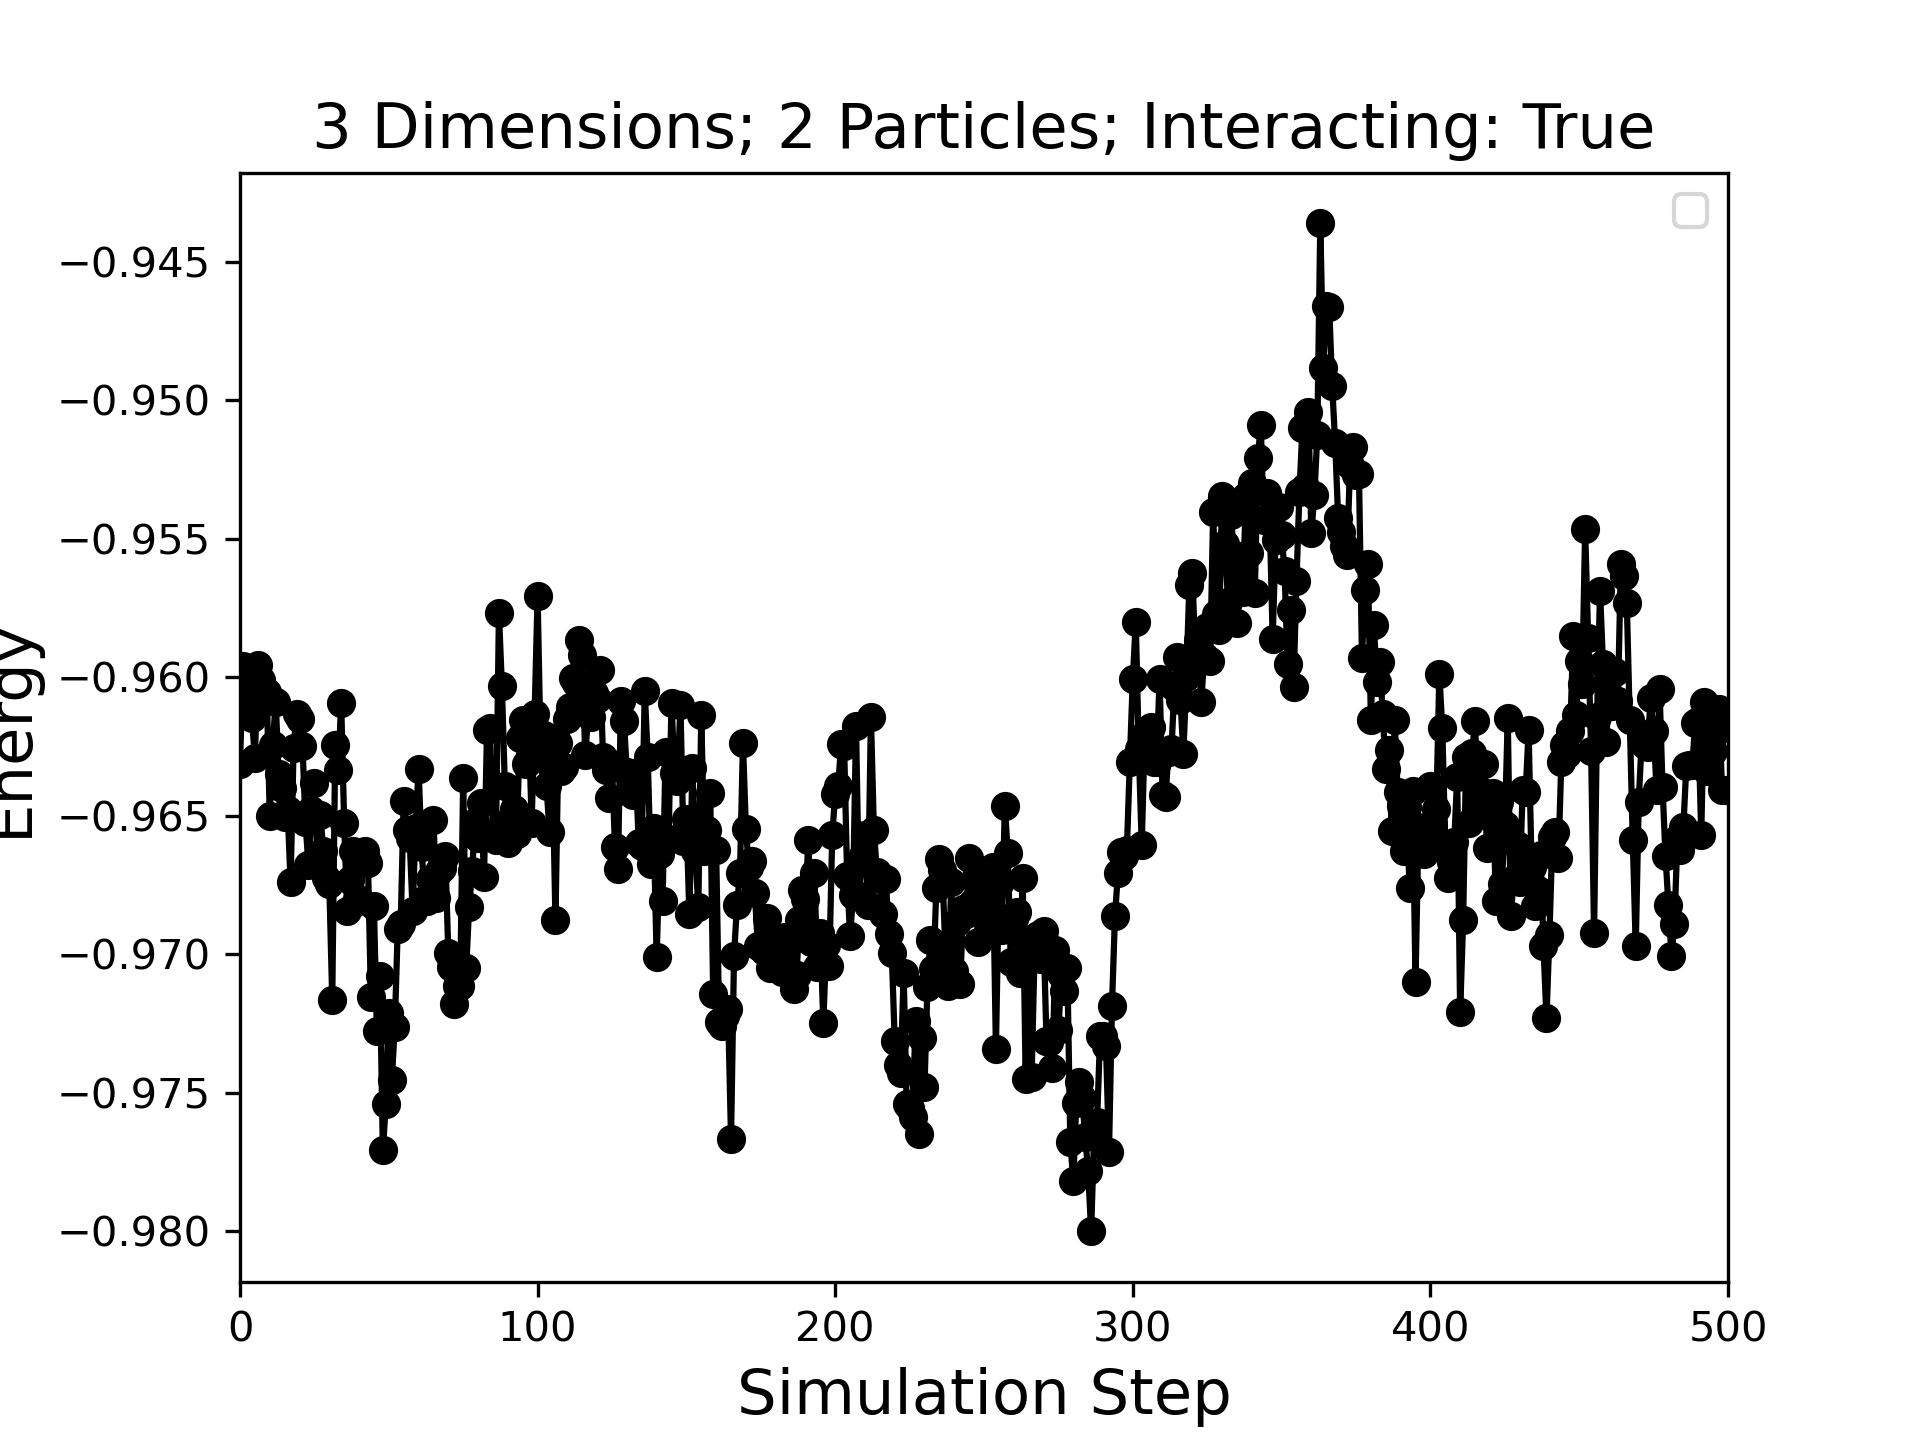 3 Dimensions; 2 Particles; Interacting: True
Energy
−0.945
−0.950
−0.955
−0.960
−0.965
−0.970
−0.975
−0.980
0 100 200 300 400 500
Simulation Step